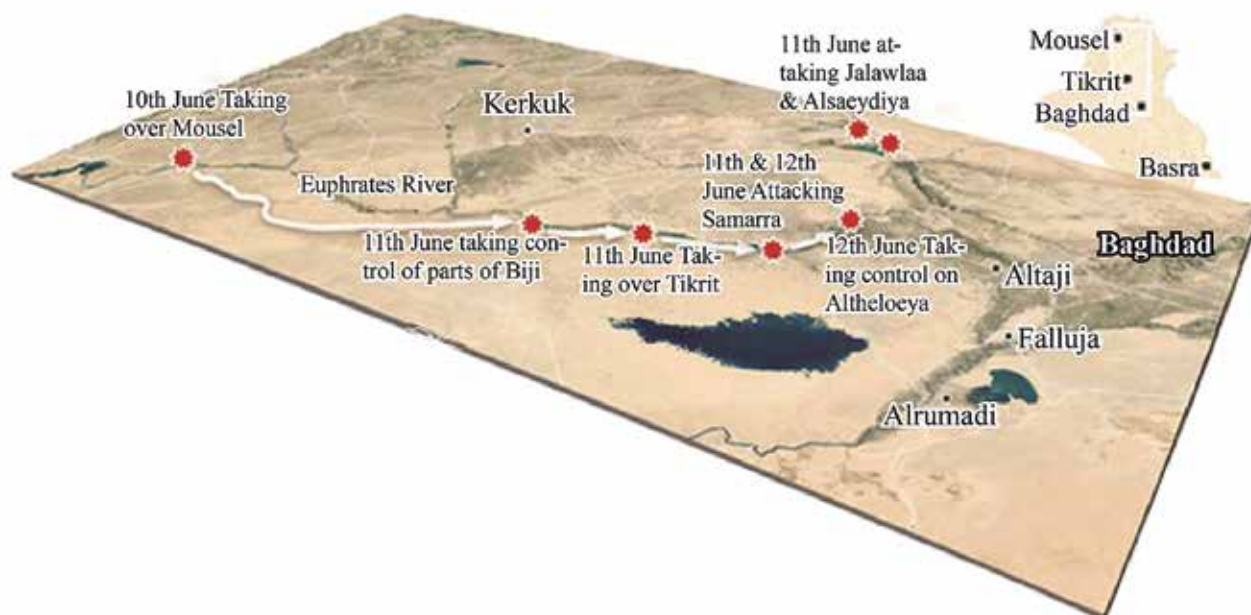 10th June Taking
over Mousel
Kerkuk
Euphrates River
11th June taking con-
trol of parts of Biji
11th June Tak-
ing over Tikrit
11th & 12th
June Attacking
Samarra
11th June at-
taking Jalawlaa
& Alsaeydiya
12th June Tak-
ing control on
Altheloeya
Baghdad
Altaji
Falluja
Alrumadi
Mousel
Tikrit
Baghdad
Basra